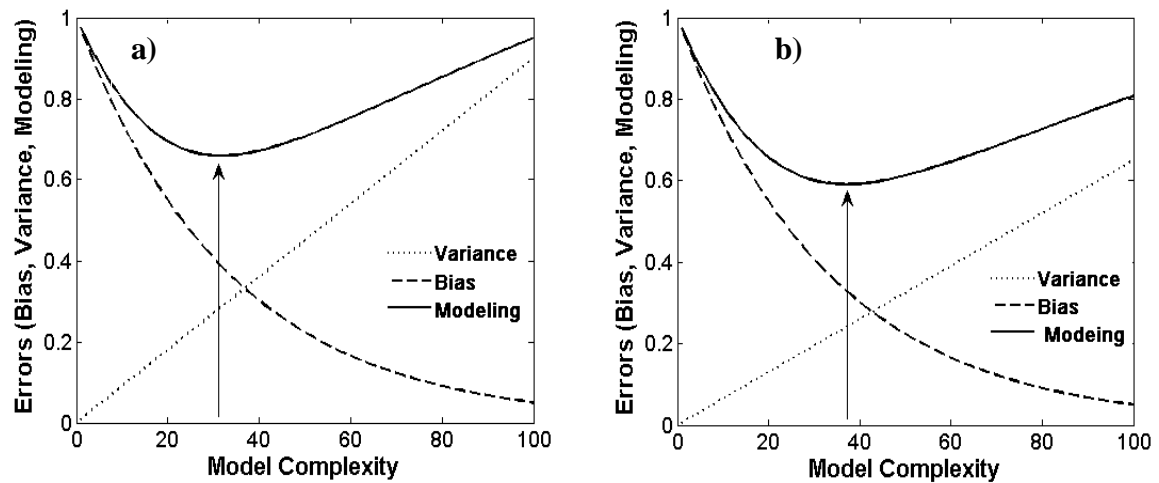 a)
Errors (Bias, Variance, Modeling)
1
0.8
0.6
0.4
0.2
0
0 20 40 60 80 100
Model Complexity
Variance
Bias
Modeling
b)
Errors (Bias, Variance, Modeling)
1
0.8
0.6
0.4
0.2
0
0 20 40 60 80 100
Model Complexity
Variance
Bias
Modeing